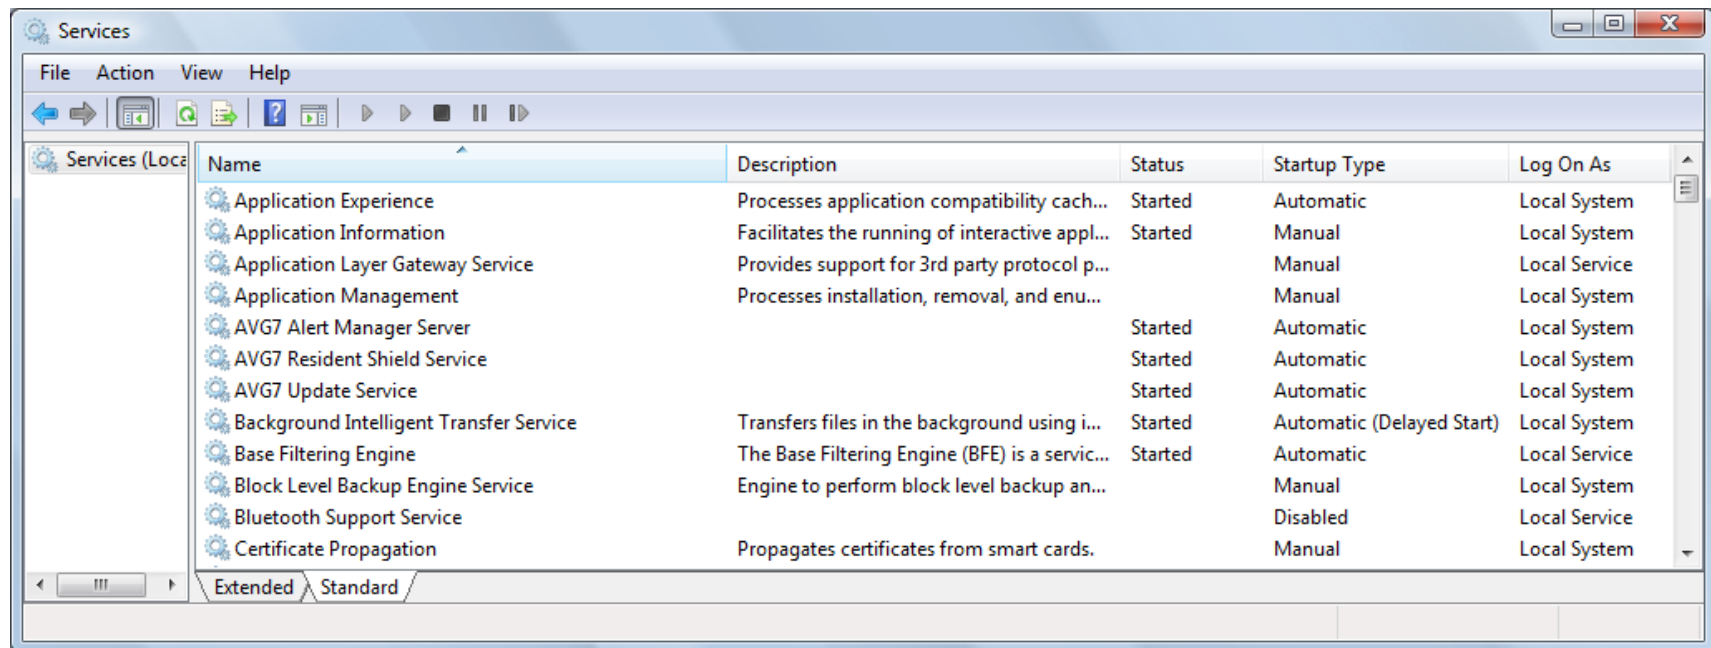 Services
File Action View Help
Services (Loca
Name Description Status Startup Type Log On As
Application Experience Processes application compatibility cach... Started Automatic Local System
Application Information Facilitates the running of interactive appl... Started Manual Local System
Application Layer Gateway Service Provides support for 3rd party protocol p... Manual Local Service
Application Management Processes installation, removal, and enu... Manual Local System
AVG7 Alert Manager Server Started Automatic Local System
AVG7 Resident Shield Service Started Automatic Local System
AVG7 Update Service Started Automatic Local System
Background Intelligent Transfer Service Transfers files in the background using i... Started Automatic (Delayed Start) Local System
Base Filtering Engine The Base Filtering Engine (BFE) is a servic... Started Automatic Local Service
Block Level Backup Engine Service Engine to perform block level backup an... Manual Local System
Bluetooth Support Service Disabled Local Service
Certificate Propagation Propagates certificates from smart cards. Manual Local System
Extended Standard